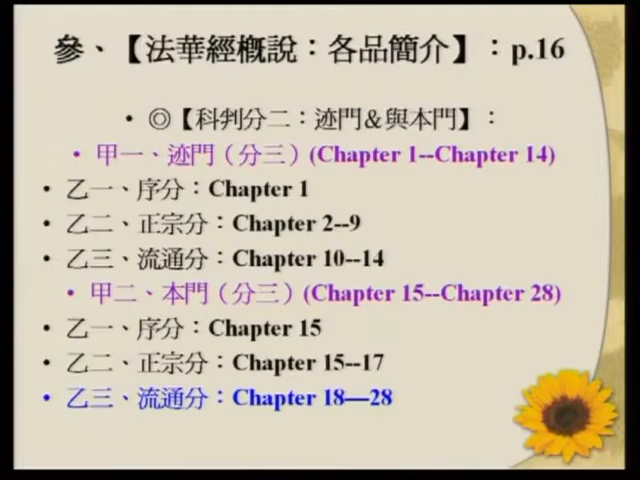 參、【法華經概說：各品簡介】：p.16
• ◎【科判分二：迹門＆與本門】：
• 甲一、迹門（分三）(Chapter 1--Chapter 14)
• 乙一、序分：Chapter 1
• 乙二、正宗分：Chapter 2--9
• 乙三、流通分：Chapter 10--14
• 甲二、本門（分三）(Chapter 15--Chapter 28)
• 乙一、序分：Chapter 15
• 乙二、正宗分：Chapter 15--17
• 乙三、流通分：Chapter 18—28